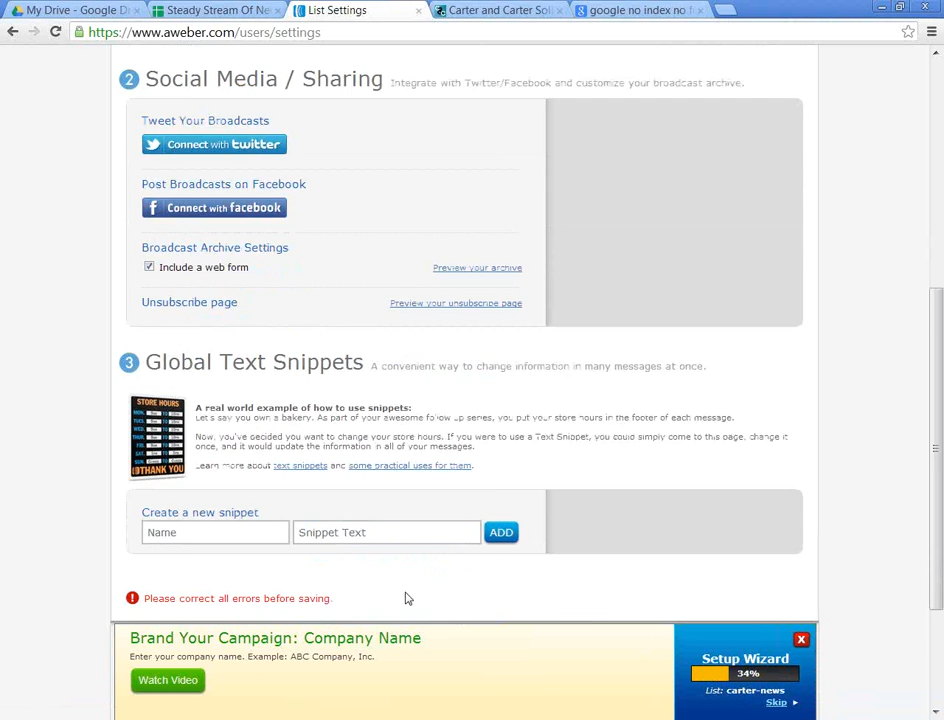 My Drive - Google Dr
Steady Stream Of Ne
List Settings
Carter and Carter Soli
google no index no f
https://www.aweber.com/users/settings
2 Social Media / Sharing Integrate with Twitter/Facebook and customize your broadcast archive.
Tweet Your Broadcasts
Connect with twitter
Post Broadcasts on Facebook
f Connect with facebook
Broadcast Archive Settings
Include a web form Preview your archive
Unsubscribe page Preview your unsubscribe page
3 Global Text Snippets A convenient way to change information in many messages at once.
STORE HOURS
THANK YOU
A real world example of how to use snippets:
Let's say you own a bakery. As part of your awesome follow up series, you put your store hours in the footer of each message.
Now, you've decided you want to change your store hours. If you were to use a Text Snippet, you could simply come to this page, change it
once, and it would update the information in all of your messages.
Learn more about text snippets and some practical uses for them.
Create a new snippet
Name Snippet Text ADD
Please correct all errors before saving.
Brand Your Campaign: Company Name
Enter your company name. Example: ABC Company, Inc.
Watch Video
Setup Wizard
34%
List: carter-news
Skip